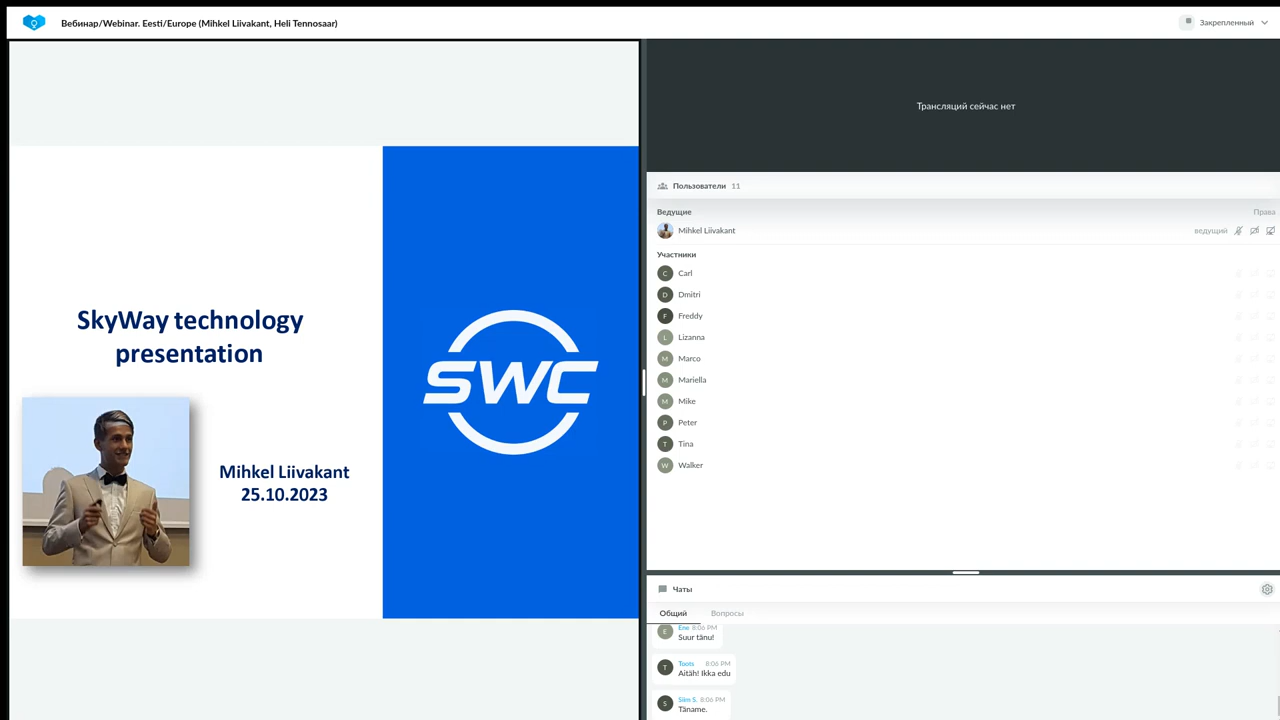 Вебинар/Webinar. Eesti/Europe (Mihkel Liivakant, Heli Tennosaar)
Закрепленный
SkyWay technology
presentation
Mihkel Liivakant
25.10.2023
SWC
Трансляций сейчас нет
Пользователи 11
Ведущие
Права
Mihkel Liivakant
ведущий
Участники
C Carl
D Dmitri
F Freddy
L Lizanna
M Marco
M Mariella
M Mike
P Peter
T Tina
W Walker
Чаты
Общий
Вопросы
E Ene 8:06 PM
Suur tänu!
T Toots 8:06 PM
Aitäh! Ikka edu
S Siim S. 8:06 PM
Täname.